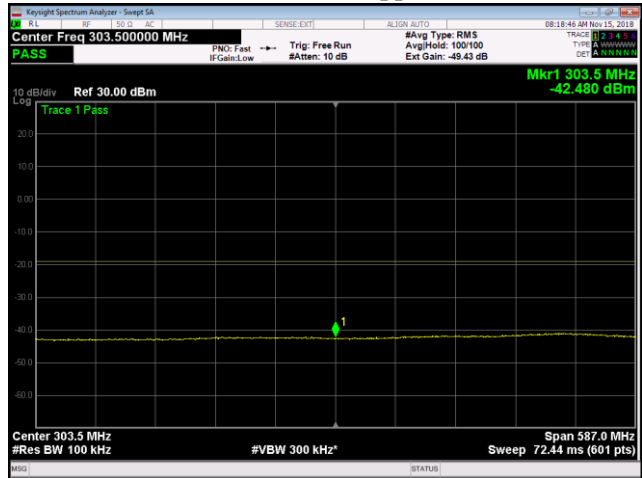 Keysight Spectrum Analyzer - Swept SA
RL RF 50 Ω AC SENSE:EXT ALIGN AUTO 08:18:46 AM Nov 15, 2018
Center Freq 303.500000 MHz
PASS
PNO: Fast
IFGain:Low
Trig: Free Run
#Atten: 10 dB
#Avg Type: RMS
Avg|Hold: 100/100
Ext Gain: -49.43 dB
TRACE 1 2 3 4 5 6
TYPE A WWWWW
DET A N N N N N
Mkr1 303.5 MHz
-42.480 dBm
10 dB/div Ref 30.00 dBm
Log
Trace 1 Pass
20.0
10.0
0.00
-10.0
-20.0
-30.0
1
-40.0
-50.0
-60.0
Center 303.5 MHz Span 587.0 MHz
#Res BW 100 kHz #VBW 300 kHz* Sweep 72.44 ms (601 pts)
MSG STATUS